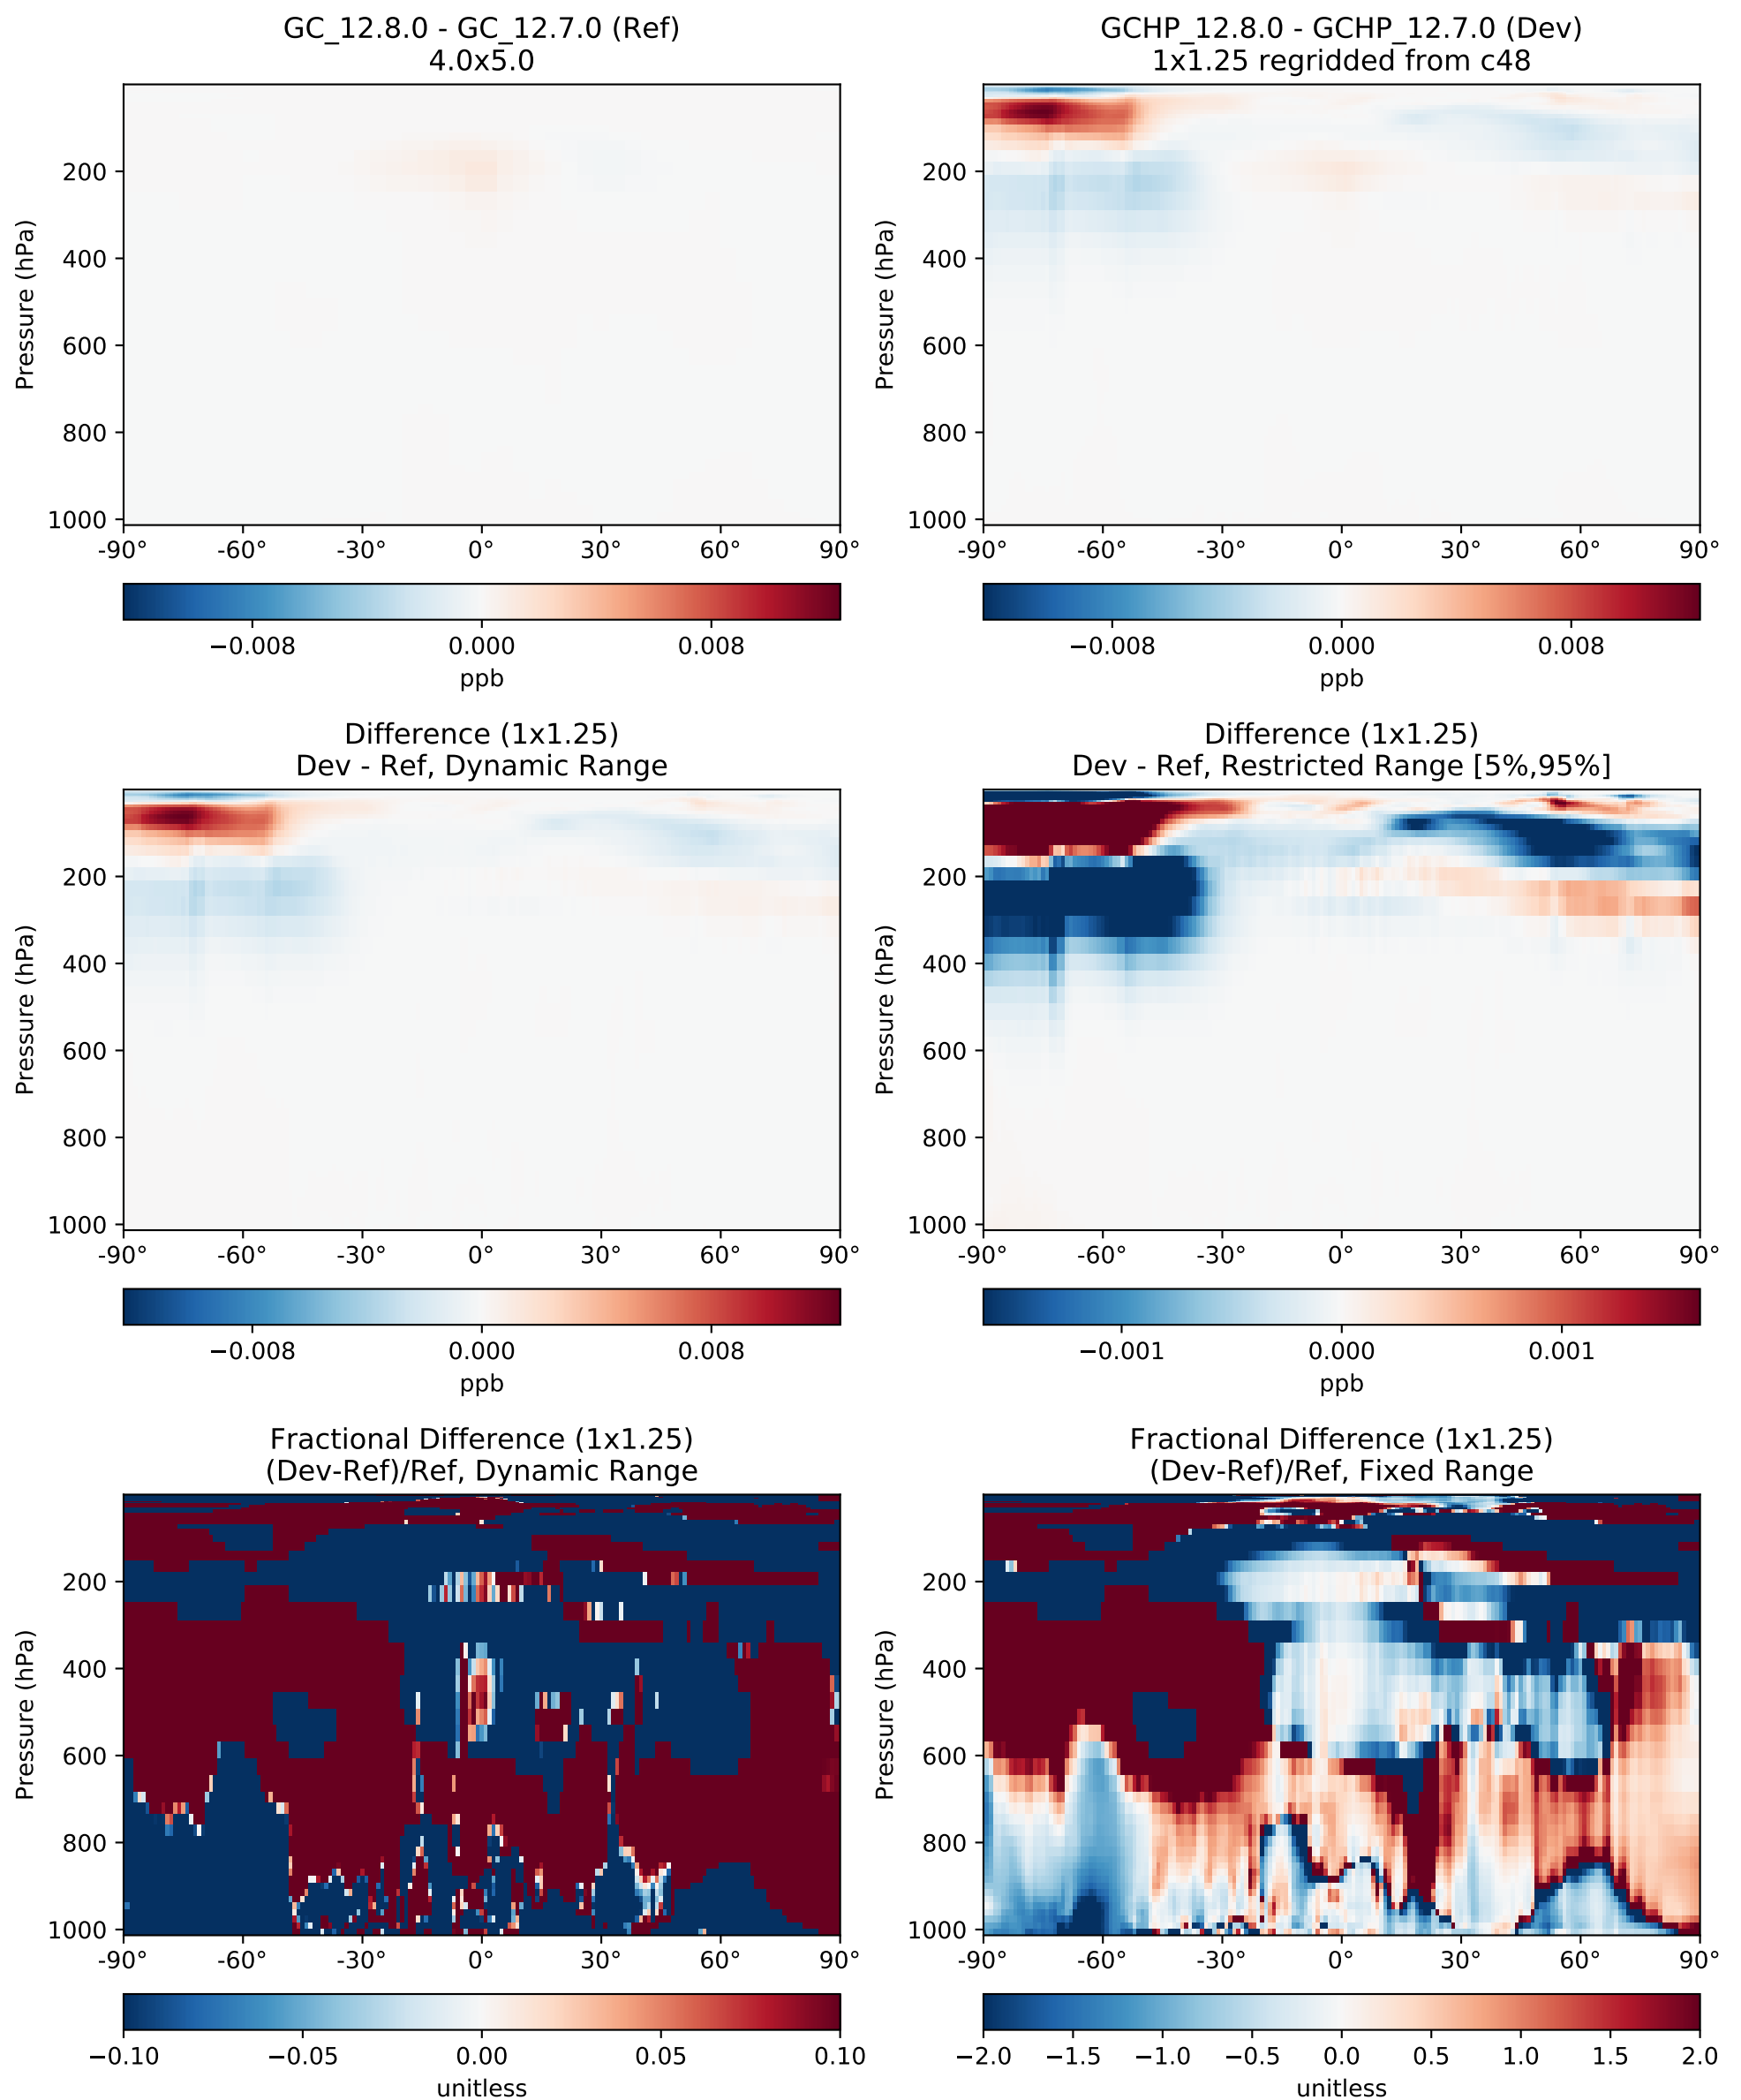 GC_12.8.0 - GC_12.7.0 (Ref)
4.0x5.0
Pressure (hPa)
200
400
600
800
1000
-90° -60° -30° 0° 30° 60° 90°
−0.008 0.000 0.008
ppb
GCHP_12.8.0 - GCHP_12.7.0 (Dev)
1x1.25 regridded from c48
Pressure (hPa)
200
400
600
800
1000
-90° -60° -30° 0° 30° 60° 90°
−0.008 0.000 0.008
ppb
Difference (1x1.25)
Dev - Ref, Dynamic Range
Pressure (hPa)
200
400
600
800
1000
-90° -60° -30° 0° 30° 60° 90°
−0.008 0.000 0.008
ppb
Difference (1x1.25)
Dev - Ref, Restricted Range [5%,95%]
Pressure (hPa)
200
400
600
800
1000
-90° -60° -30° 0° 30° 60° 90°
−0.001 0.000 0.001
ppb
Fractional Difference (1x1.25)
(Dev-Ref)/Ref, Dynamic Range
Pressure (hPa)
200
400
600
800
1000
-90° -60° -30° 0° 30° 60° 90°
−0.10 −0.05 0.00 0.05 0.10
unitless
Fractional Difference (1x1.25)
(Dev-Ref)/Ref, Fixed Range
Pressure (hPa)
200
400
600
800
1000
-90° -60° -30° 0° 30° 60° 90°
−2.0 −1.5 −1.0 −0.5 0.0 0.5 1.0 1.5 2.0
unitless